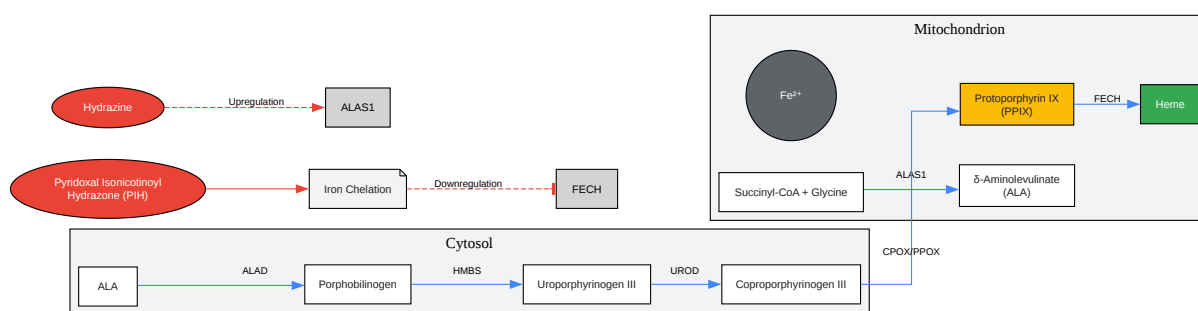 Mitochondrion
Fe²⁺
Protoporphyrin IX
(PPIX)
FECH
Heme
Hydrazine
Upregulation
ALAS1
Pyridoxal Isonicotinoyl
Hydrazone (PIH)
Iron Chelation
Downregulation
FECH
Succinyl-CoA + Glycine
ALAS1
δ-Aminolevulinate
(ALA)
Cytosol
CPOX/PPOX
ALA
ALAD
Porphobilinogen
HMBS
Uroporphyrinogen III
UROD
Coproporphyrinogen III